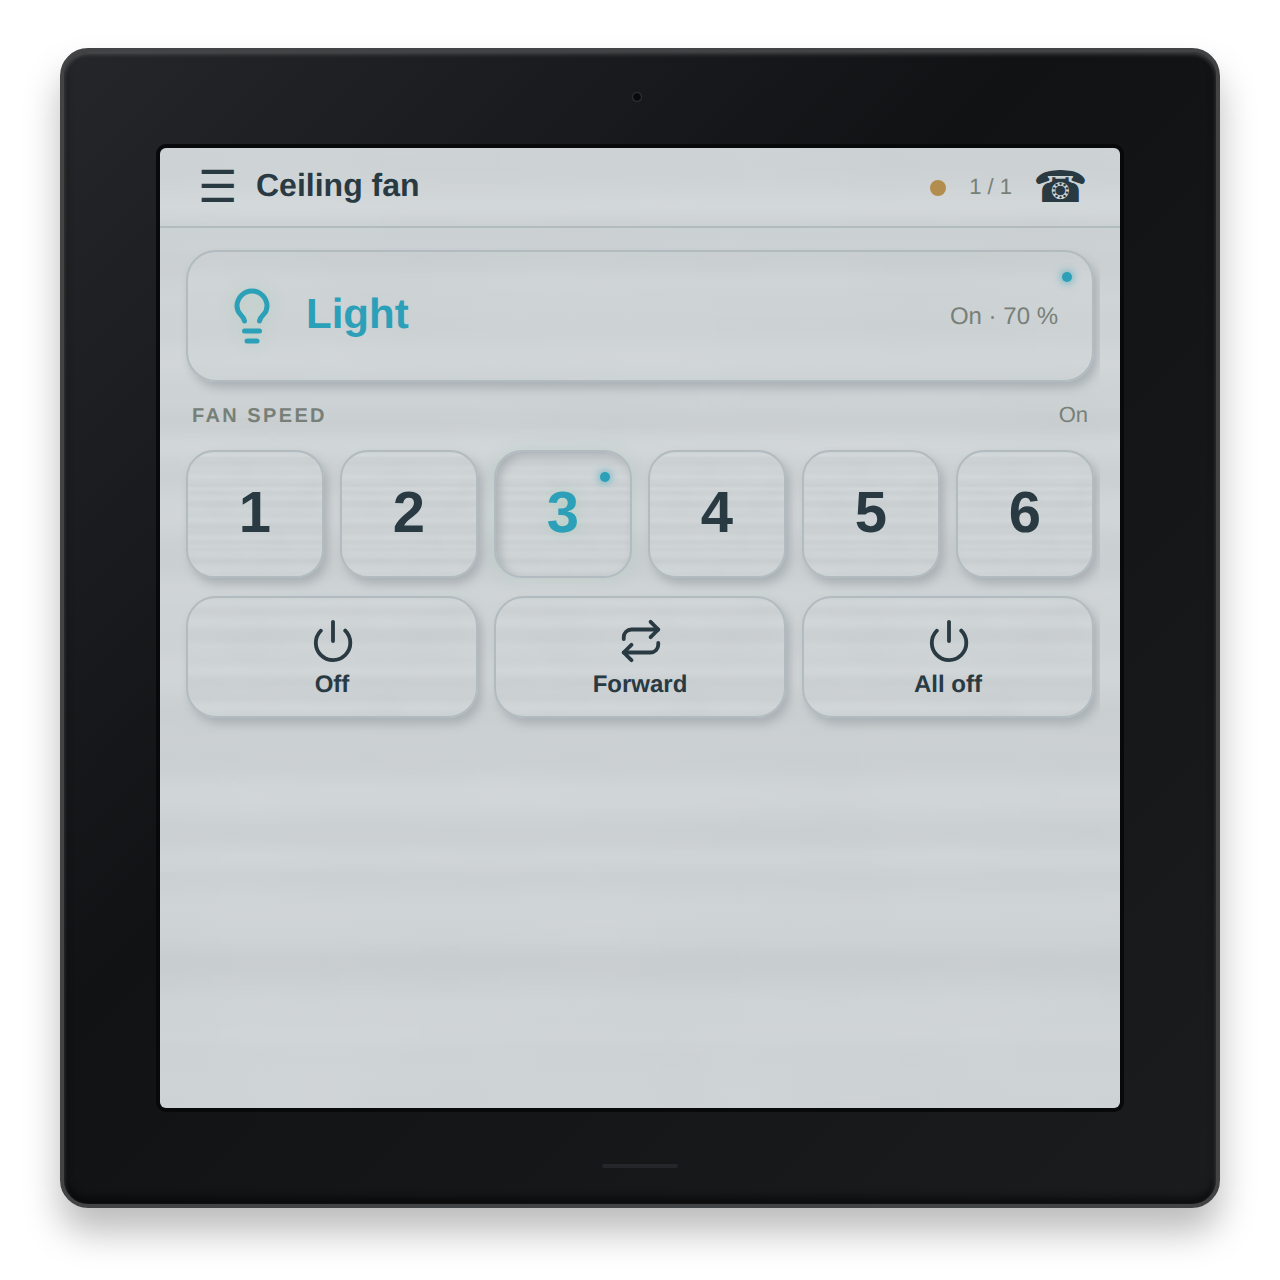 Ceiling fan
1 / 1
Light
On · 70 %
FAN SPEED
On
1
2
3
4
5
6
Off
Forward
All off